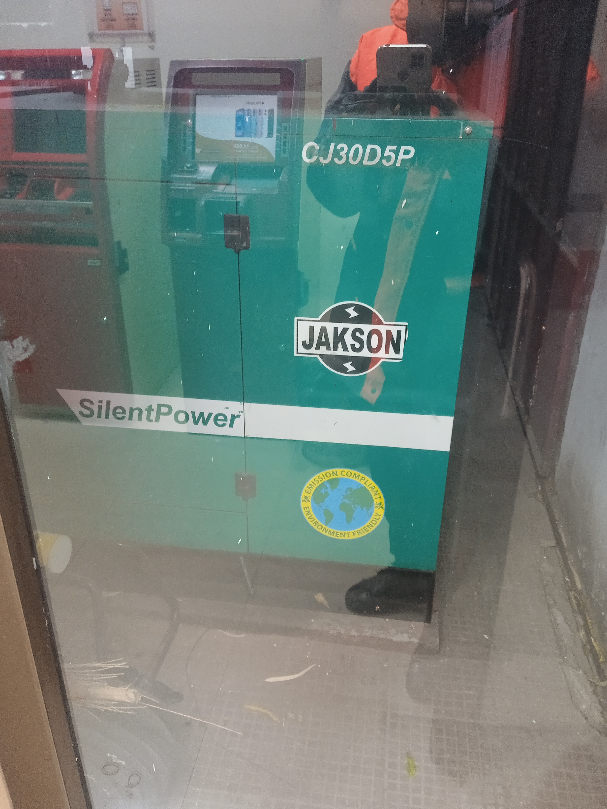 CJ30D5P
JAKSON
SilentPower
EMISSION COMPLIANT
ENVIRONMENT FRIENDLY